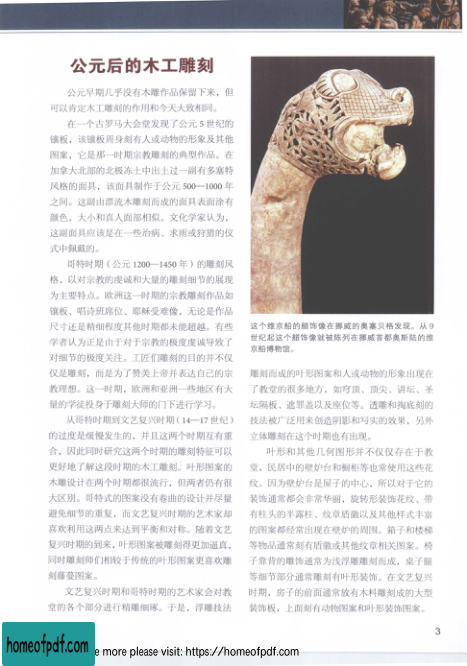 公元后的木工雕刻
公元早期几乎没有木雕作品保留下来，但
可以肯定木工雕刻的作用和今天大致相同。
在一个古罗马大会堂发现了公元 5 世纪的
镶板，该镶板周身刻有人或动物的形象及其他
图案，它是那一时期宗教雕刻的典型作品。在
加拿大北部的北极冻土中出土过一副有多塞特
风格的面具，该面具制作于公元 500—1000 年
之间。这副由漂流木雕刻而成的面具表面涂有
颜色，大小和真人面部相似。文化学家认为，
这副面具应该是在一些治病、求雨或狩猎的仪
式中佩戴的。
哥特时期（公元 1200—1450 年）的雕刻风
格，以对宗教的虔诚和大量的雕刻细节的展现
为主要特点。欧洲这一时期的宗教雕刻作品如
镶板、唱诗班席位、耶稣受难像，无论是作品
尺寸还是精细程度其他时期都未能超越。有些
学者认为正是由于对于宗教的极度虔诚导致了
对细节的极度关注。工匠们雕刻的目的并不仅
仅是雕刻，而是为了赞美上帝并表达自己的宗
教理想。这一时期，欧洲和亚洲一些地区有大
量的学徒投身于雕刻大师的门下进行学习。
从哥特时期到文艺复兴时期（14—17 世纪）
的过度是缓慢发生的，并且这两个时期互有重
合，因此同时研究这两个时期的雕刻特征可以
更好地了解这段时期的木工雕刻。叶形图案的
木雕设计在两个时期都很流行，但两者仍有很
大区别。哥特式的图案没有卷曲的设计并尽量
避免细节的重复，而文艺复兴时期的艺术家却
喜欢利用这两点来达到平衡和对称。随着文艺
复兴时期的到来，叶形图案被雕刻得更加逼真，
同时雕刻师们相较于传统的叶形图案更喜欢雕
刻藤蔓图案。
文艺复兴时期和哥特时期的艺术家会对教
堂的各个部分进行精雕细琢。于是，浮雕技法
这个维京船的艏饰像在挪威的奥塞贝格发现。从 9
世纪起这个艏饰像就被陈列在挪威首都奥斯陆的维
京船博物馆。
雕刻而成的叶形图案和人或动物的形象出现在
了教堂的很多地方，如穹顶、顶尖、讲坛、圣
坛隔板、遮罩盖以及座位等。透雕和掏底刻的
技法被广泛用来创造阴影和写实的效果，另外
立体雕刻在这个时期也有出现。
叶形和其他几何图形并不仅仅存在于教
堂，民居中的壁炉台和橱柜等也常使用这些花
纹。因为壁炉台是屋子的中心，所以对于它的
装饰通常都会非常华丽，旋转形装饰花纹、带
有柱头的半露柱、纹章盾徽以及其他样式丰富
的图案都经常出现在壁炉的周围。箱子和楼梯
等物品通常刻有盾徽或其他纹章相关图案。椅
子靠背的雕饰通常为浅浮雕雕刻而成，桌子腿
等细节部分通常雕刻有叶形装饰。在文艺复兴
时期，房子的前面通常放有木料雕刻成的大型
装饰板，上面刻有动物图案和叶形装饰图案。
3
homeofpdf.com
e more please visit: https://homeofpdf.com